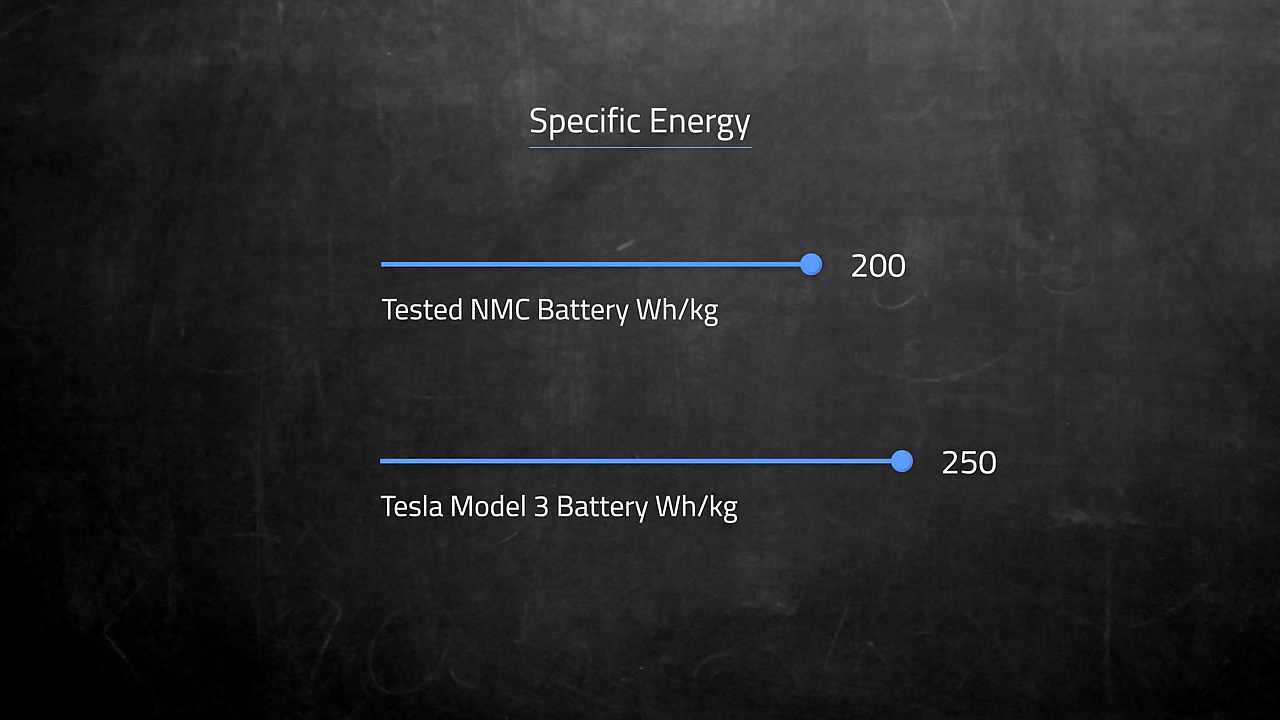 Specific Energy
200
Tested NMC Battery Wh/kg
250
Tesla Model 3 Battery Wh/kg